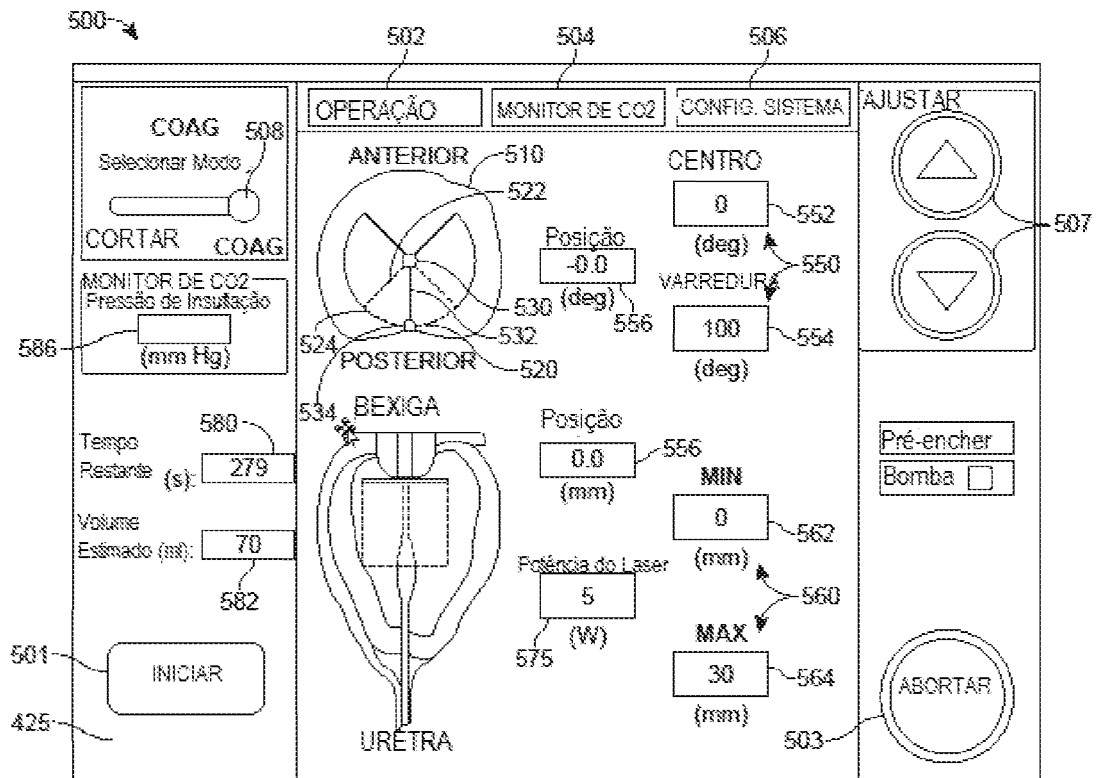 500
502
504
506
COAG
508
Selecionar Modo
CORTAR
COAG
MONITOR DE CO2
Pressão de Insuflação
586
(mm Hg)
580
Tempo
Restante (s): 279
Volume
Estimado (ml): 70
582
501
INICIAR
425
OPERAÇÃO
MONITOR DE CO2
CONFIG. SISTEMA
ANTERIOR
510
522
530
532
524
520
POSTERIOR
534
BEXIGA
URETRA
Posição
-0.0
(deg)
556
CENTRO
0
552
(deg)
550
VARREDURA
100
554
(deg)
Posição
0.0
556
(mm)
MIN
0
562
(mm)
560
Potência do Laser
5
(W)
575
MAX
30
564
(mm)
AJUSTAR
507
Pré-encher
Bomba
ABORTAR
503